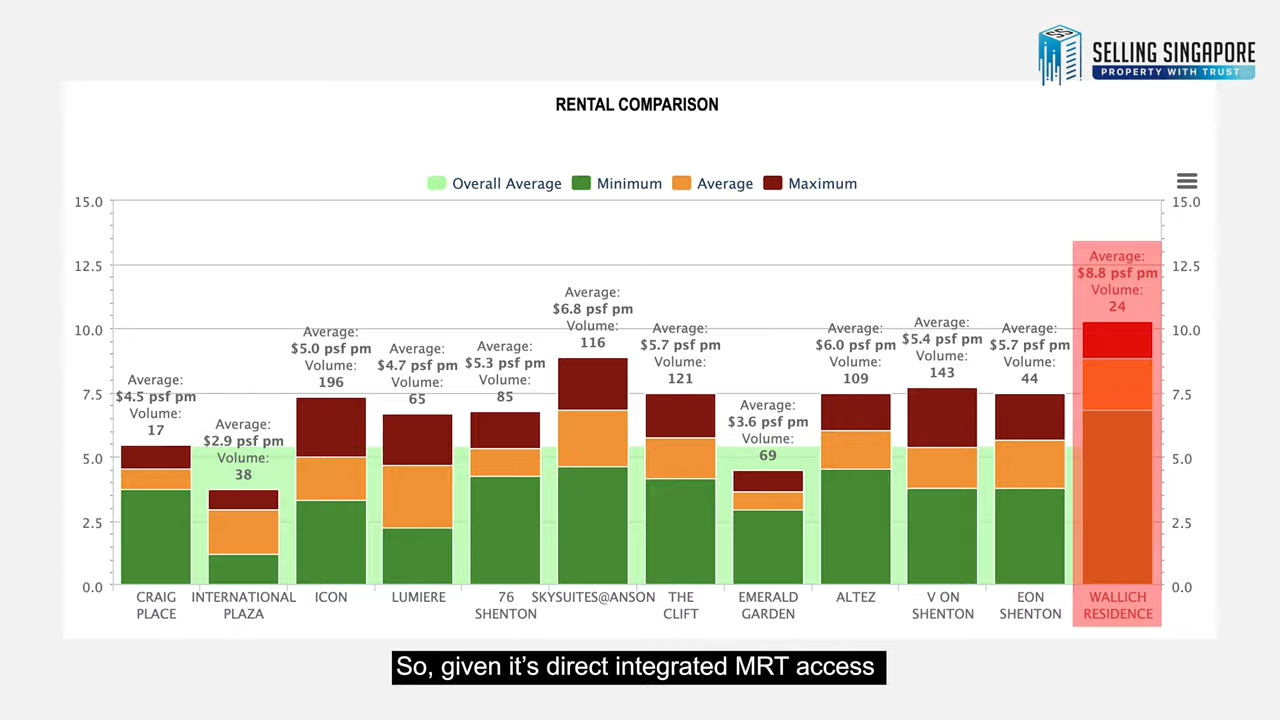 SELLING SINGAPORE
PROPERTY WITH TRUST
RENTAL COMPARISON
Overall Average
Minimum
Average
Maximum
15.0
12.5
10.0
7.5
5.0
2.5
0.0
15.0
12.5
10.0
7.5
5.0
2.5
0.0
Average:
$4.5 psf pm
Volume:
17
Average:
$2.9 psf pm
Volume:
38
Average:
$5.0 psf pm
Volume:
196
Average:
$4.7 psf pm
Volume:
65
Average:
$5.3 psf pm
Volume:
85
Average:
$6.8 psf pm
Volume:
116
Average:
$5.7 psf pm
Volume:
121
Average:
$3.6 psf pm
Volume:
69
Average:
$6.0 psf pm
Volume:
109
Average:
$5.4 psf pm
Volume:
143
Average:
$5.7 psf pm
Volume:
44
Average:
$8.8 psf pm
Volume:
24
CRAIG
PLACE
INTERNATIONAL
PLAZA
ICON
LUMIERE
76
SHENTON
SKYSUITES@ANSON
THE
CLIFT
EMERALD
GARDEN
ALTEZ
V ON
SHENTON
EON
SHENTON
WALLICH
RESIDENCE
So, given it's direct integrated MRT access